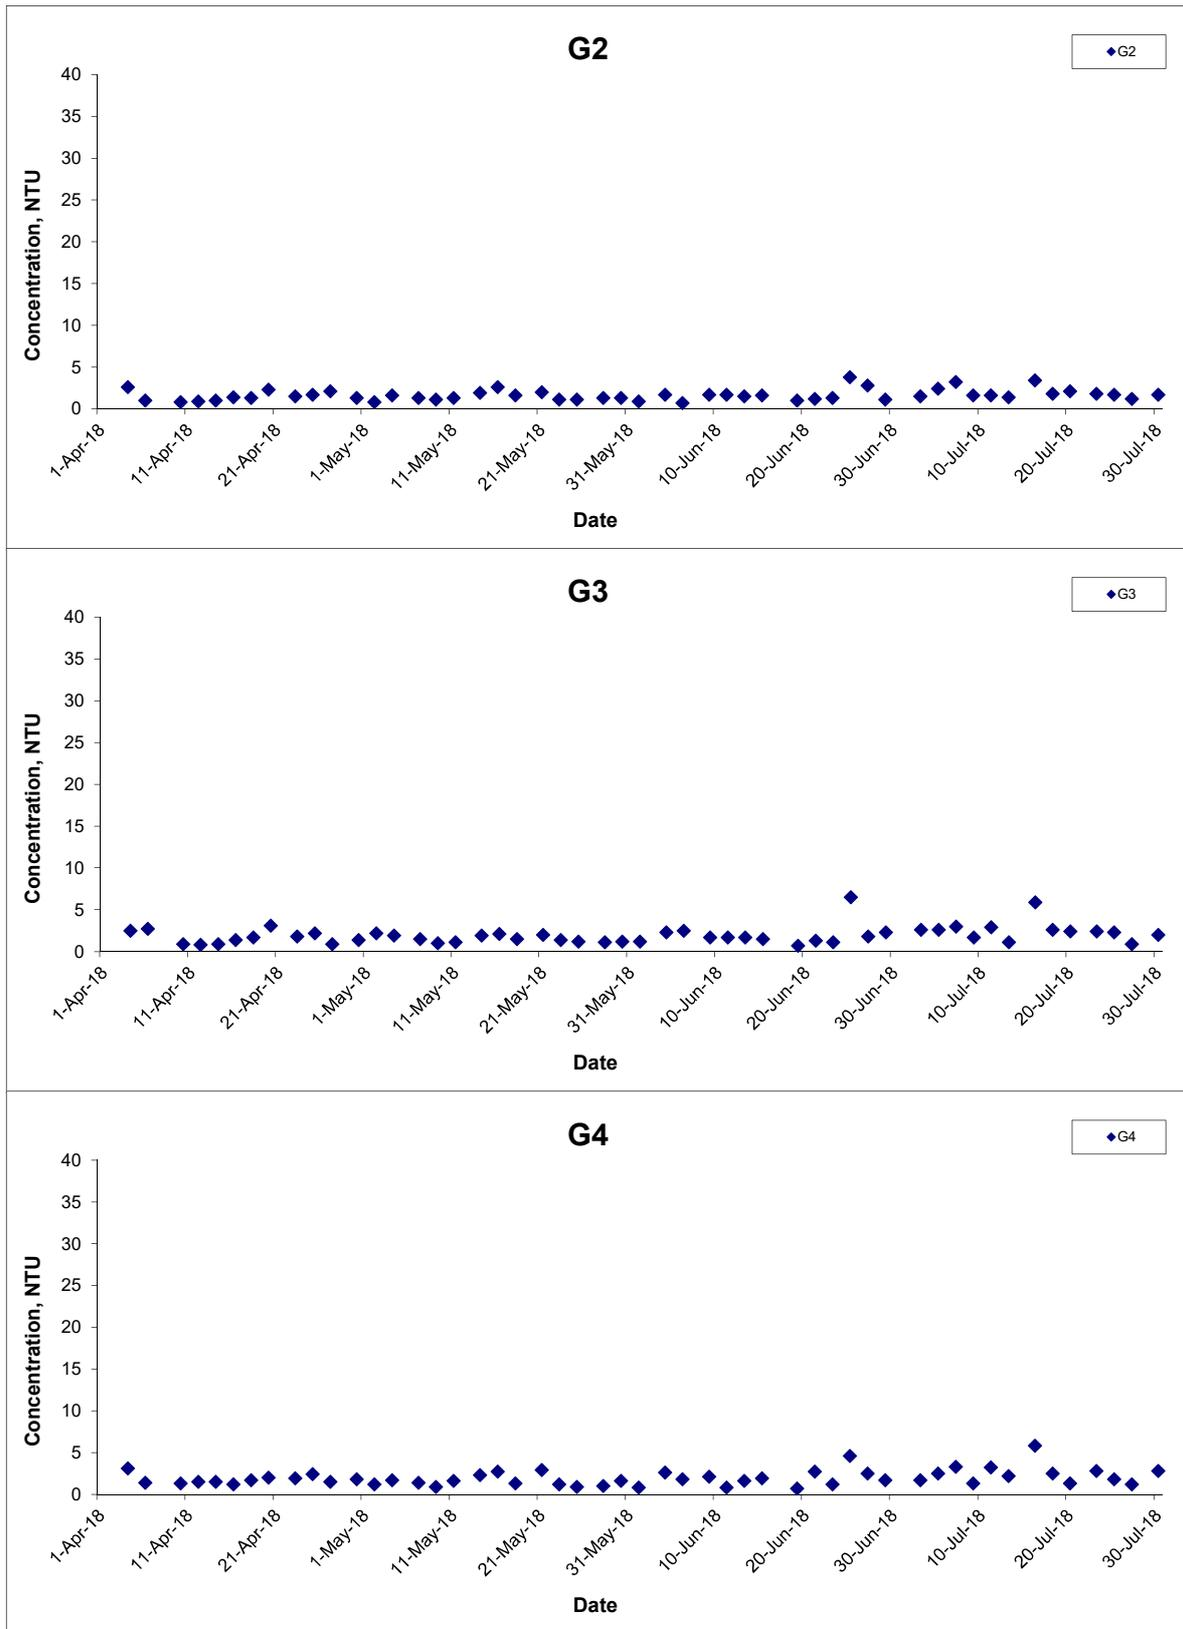 G2
G2
40
35
30
25
20
15
10
5
0
Concentration, NTU
1-Apr-18
11-Apr-18
21-Apr-18
1-May-18
11-May-18
21-May-18
31-May-18
10-Jun-18
20-Jun-18
30-Jun-18
10-Jul-18
20-Jul-18
30-Jul-18
Date
G3
G3
40
35
30
25
20
15
10
5
0
Concentration, NTU
1-Apr-18
11-Apr-18
21-Apr-18
1-May-18
11-May-18
21-May-18
31-May-18
10-Jun-18
20-Jun-18
30-Jun-18
10-Jul-18
20-Jul-18
30-Jul-18
Date
G4
G4
40
35
30
25
20
15
10
5
0
Concentration, NTU
1-Apr-18
11-Apr-18
21-Apr-18
1-May-18
11-May-18
21-May-18
31-May-18
10-Jun-18
20-Jun-18
30-Jun-18
10-Jul-18
20-Jul-18
30-Jul-18
Date